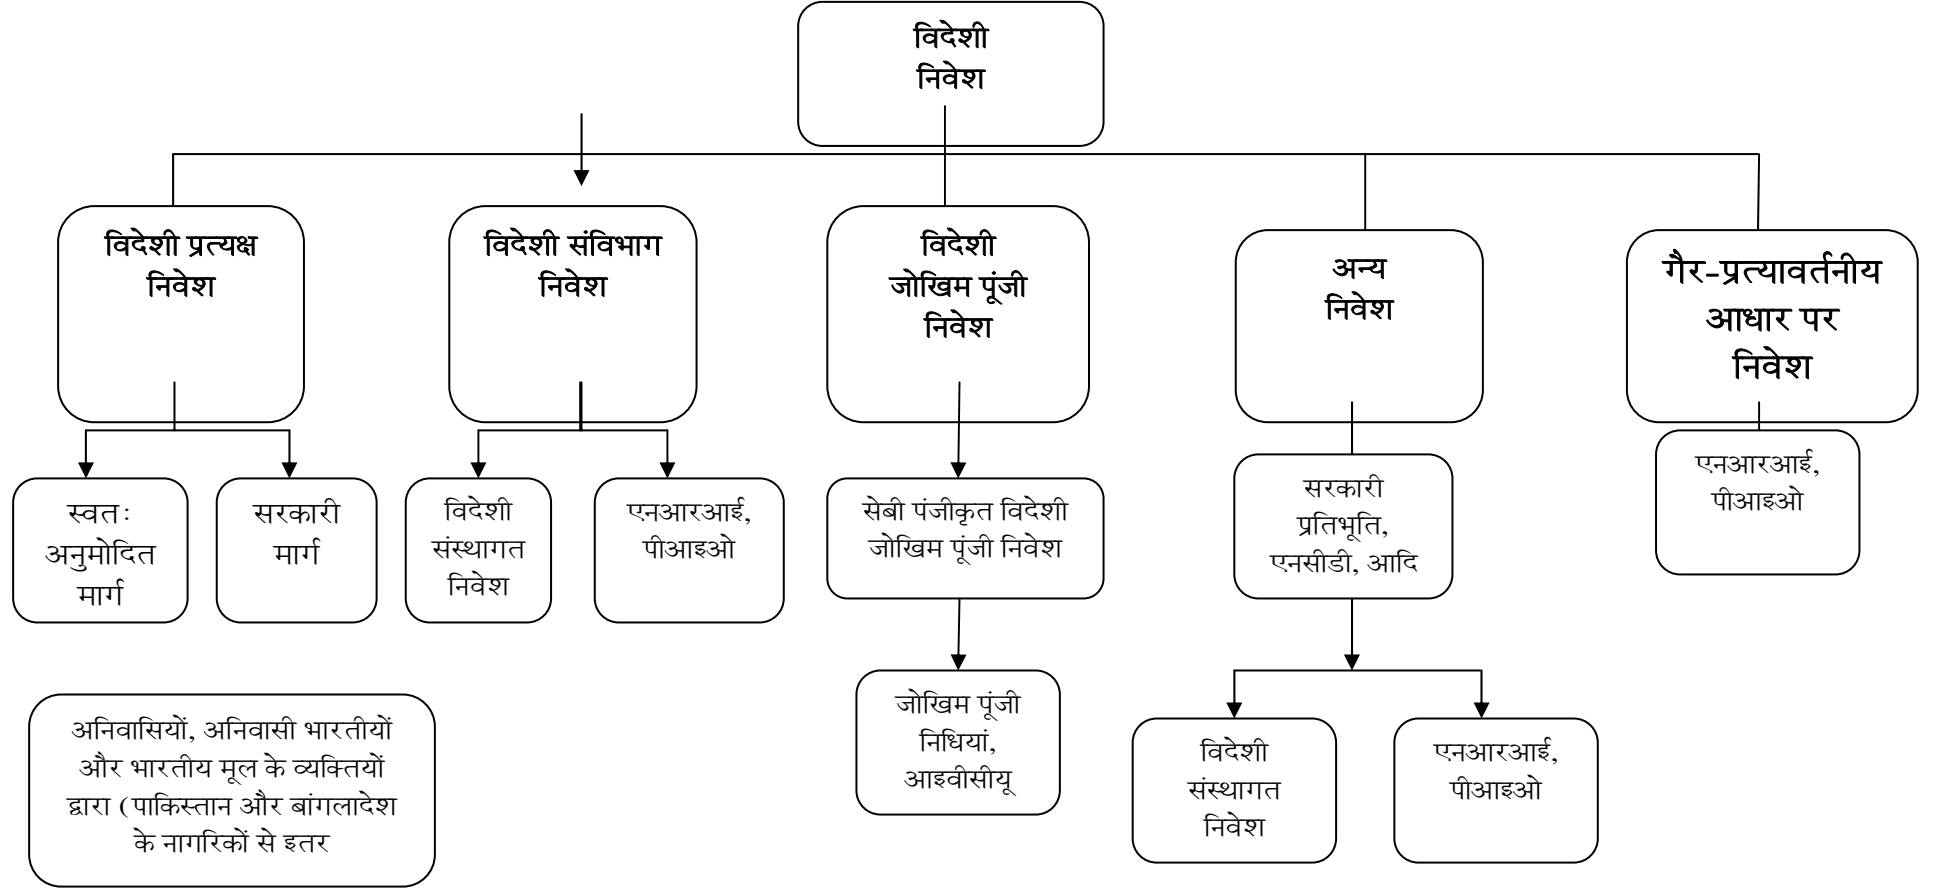 विदेशी
निवेश
विदेशी प्रत्यक्ष
निवेश
विदेशी संविभाग
निवेश
विदेशी
जोखिम पूंजी
निवेश
अन्य
निवेश
गैर-प्रत्यावर्तनीय
आधार पर
निवेश
स्वतः
अनुमोदित
मार्ग
सरकारी
मार्ग
विदेशी
संस्थागत
निवेश
एनआरआई,
पीआइओ
सेबी पंजीकृत विदेशी
जोखिम पूंजी निवेश
सरकारी
प्रतिभूति,
एनसीडी, आदि
एनआरआई,
पीआइओ
जोखिम पूंजी
निधियां,
आइवीसीयू
विदेशी
संस्थागत
निवेश
एनआरआई,
पीआइओ
अनिवासियों, अनिवासी भारतीयों
और भारतीय मूल के व्यक्तियों
द्वारा (पाकिस्तान और बांगलादेश
के नागरिकों से इतर